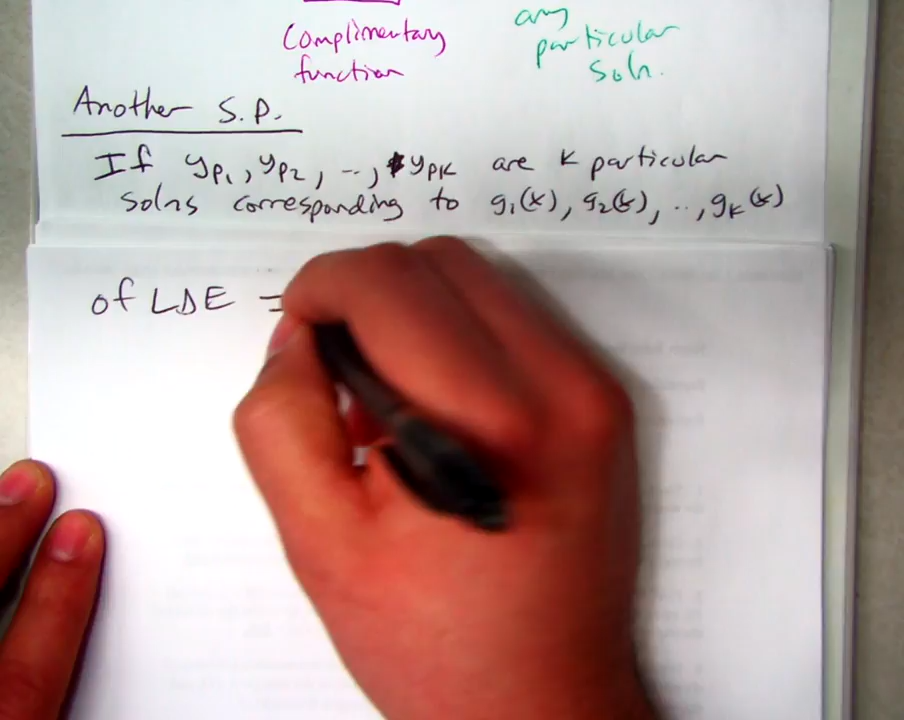 Complimentary any
function particular
soln.
Another S.P.
If yp1, yp2, .., ypk are k particular
solns corresponding to g1(x), g2(x), .., gk(x)
of LDE